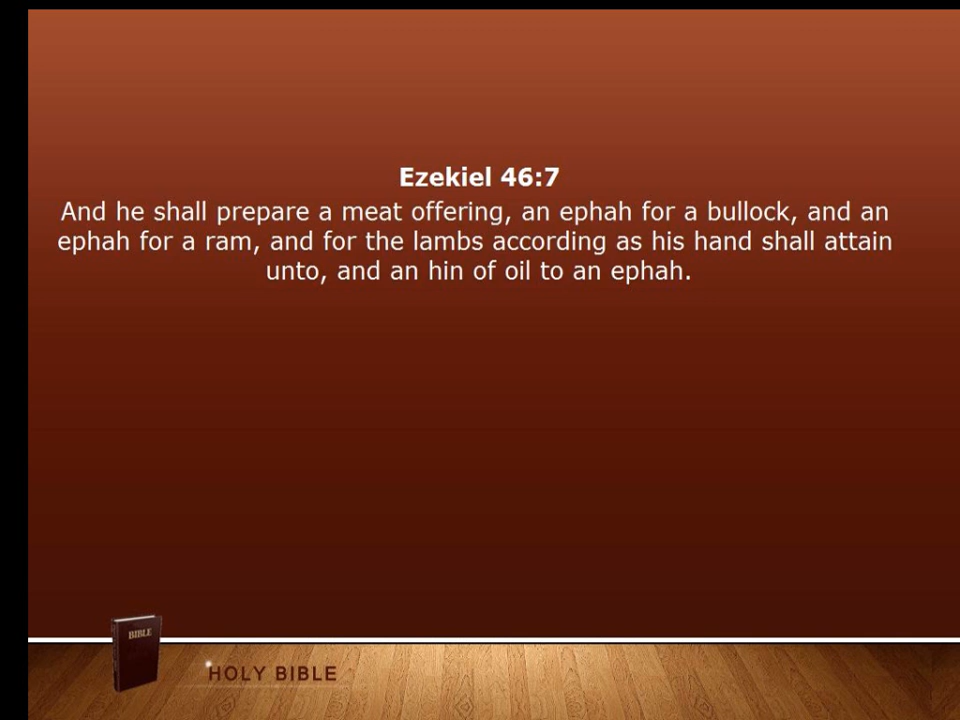 Ezekiel 46:7
And he shall prepare a meat offering, an ephah for a bullock, and an
ephah for a ram, and for the lambs according as his hand shall attain
unto, and an hin of oil to an ephah.
BIBLE
HOLY BIBLE